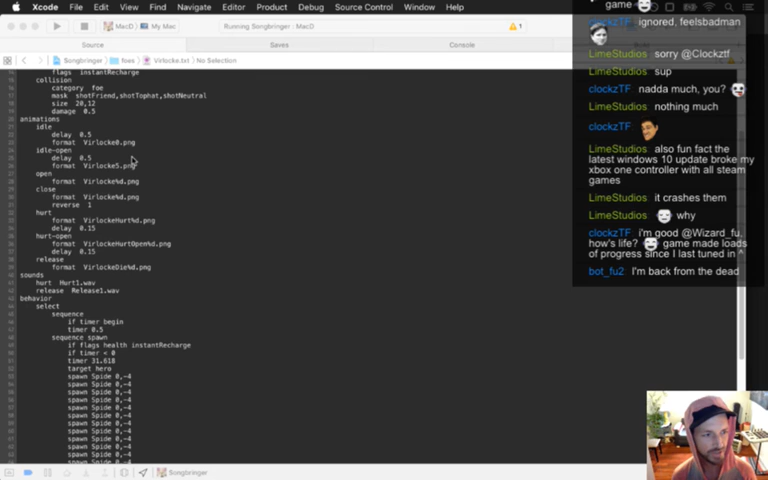 Xcode File Edit View Find Navigate Editor Product Debug Source Control Window Help
game
MacD My Mac
Running Songbringer : MacD
1
Source
Saves
Console
Songbringer foes Virlocke.txt No Selection
flags instantRecharge
collision
category foe
mask shotFriend,shotTophat,shotNeutral
size 20,12
damage 0.5
animations
idle
delay 0.5
format Virlocke0.png
idle-open
delay 0.5
format Virlocke5.png
open
format Virlocke%d.png
close
format Virlocke%d.png
reverse 1
hurt
format VirlockeHurt%d.png
delay 0.15
hurt-open
format VirlockeHurtOpen%d.png
delay 0.15
release
format VirlockeDie%d.png
sounds
hurt Hurt1.wav
release Release1.wav
behavior
select
sequence
if timer begin
timer 0.5
sequence spawn
if flags health instantRecharge
if timer < 0
timer 31.618
target hero
spawn Spide 0,-4
spawn Spide 0,-4
spawn Spide 0,-4
spawn Spide 0,-4
spawn Spide 0,-4
spawn Spide 0,-4
spawn Spide 0,-4
spawn Spide 0,-4
spawn Spide 0,-4
spawn Spide 0,-4
spawn Spide 0,-4
Songbringer
clockzTF ignored, feelsbadman
LimeStudios sorry @Clockztf
LimeStudios sup
clockzTF nadda much, you?
LimeStudios nothing much
clockzTF
LimeStudios also fun fact the
latest windows 10 update broke my
xbox one controller with all steam
games
LimeStudios it crashes them
LimeStudios why
clockzTF i'm good @Wizard_fu,
how's life? game made loads
of progress since I last tuned in ^
bot_fu2 I'm back from the dead